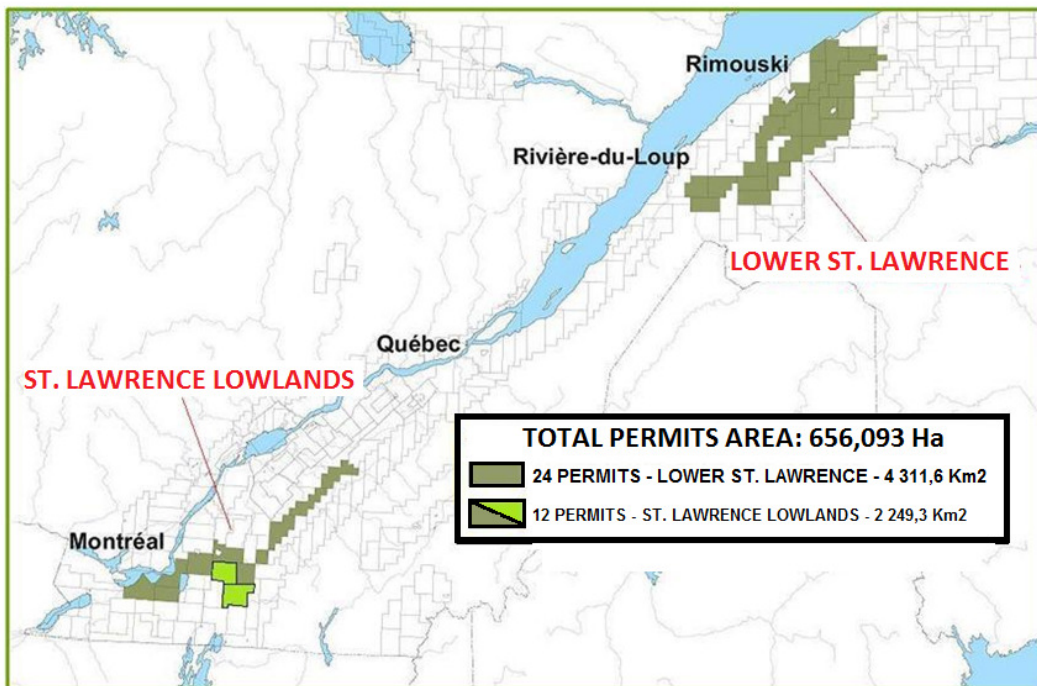 Rimouski
Rivière-du-Loup
LOWER ST. LAWRENCE
Québec
ST. LAWRENCE LOWLANDS
TOTAL PERMITS AREA: 656,093 Ha
24 PERMITS - LOWER ST. LAWRENCE - 4 311,6 Km2
12 PERMITS - ST. LAWRENCE LOWLANDS - 2 249,3 Km2
Montréal